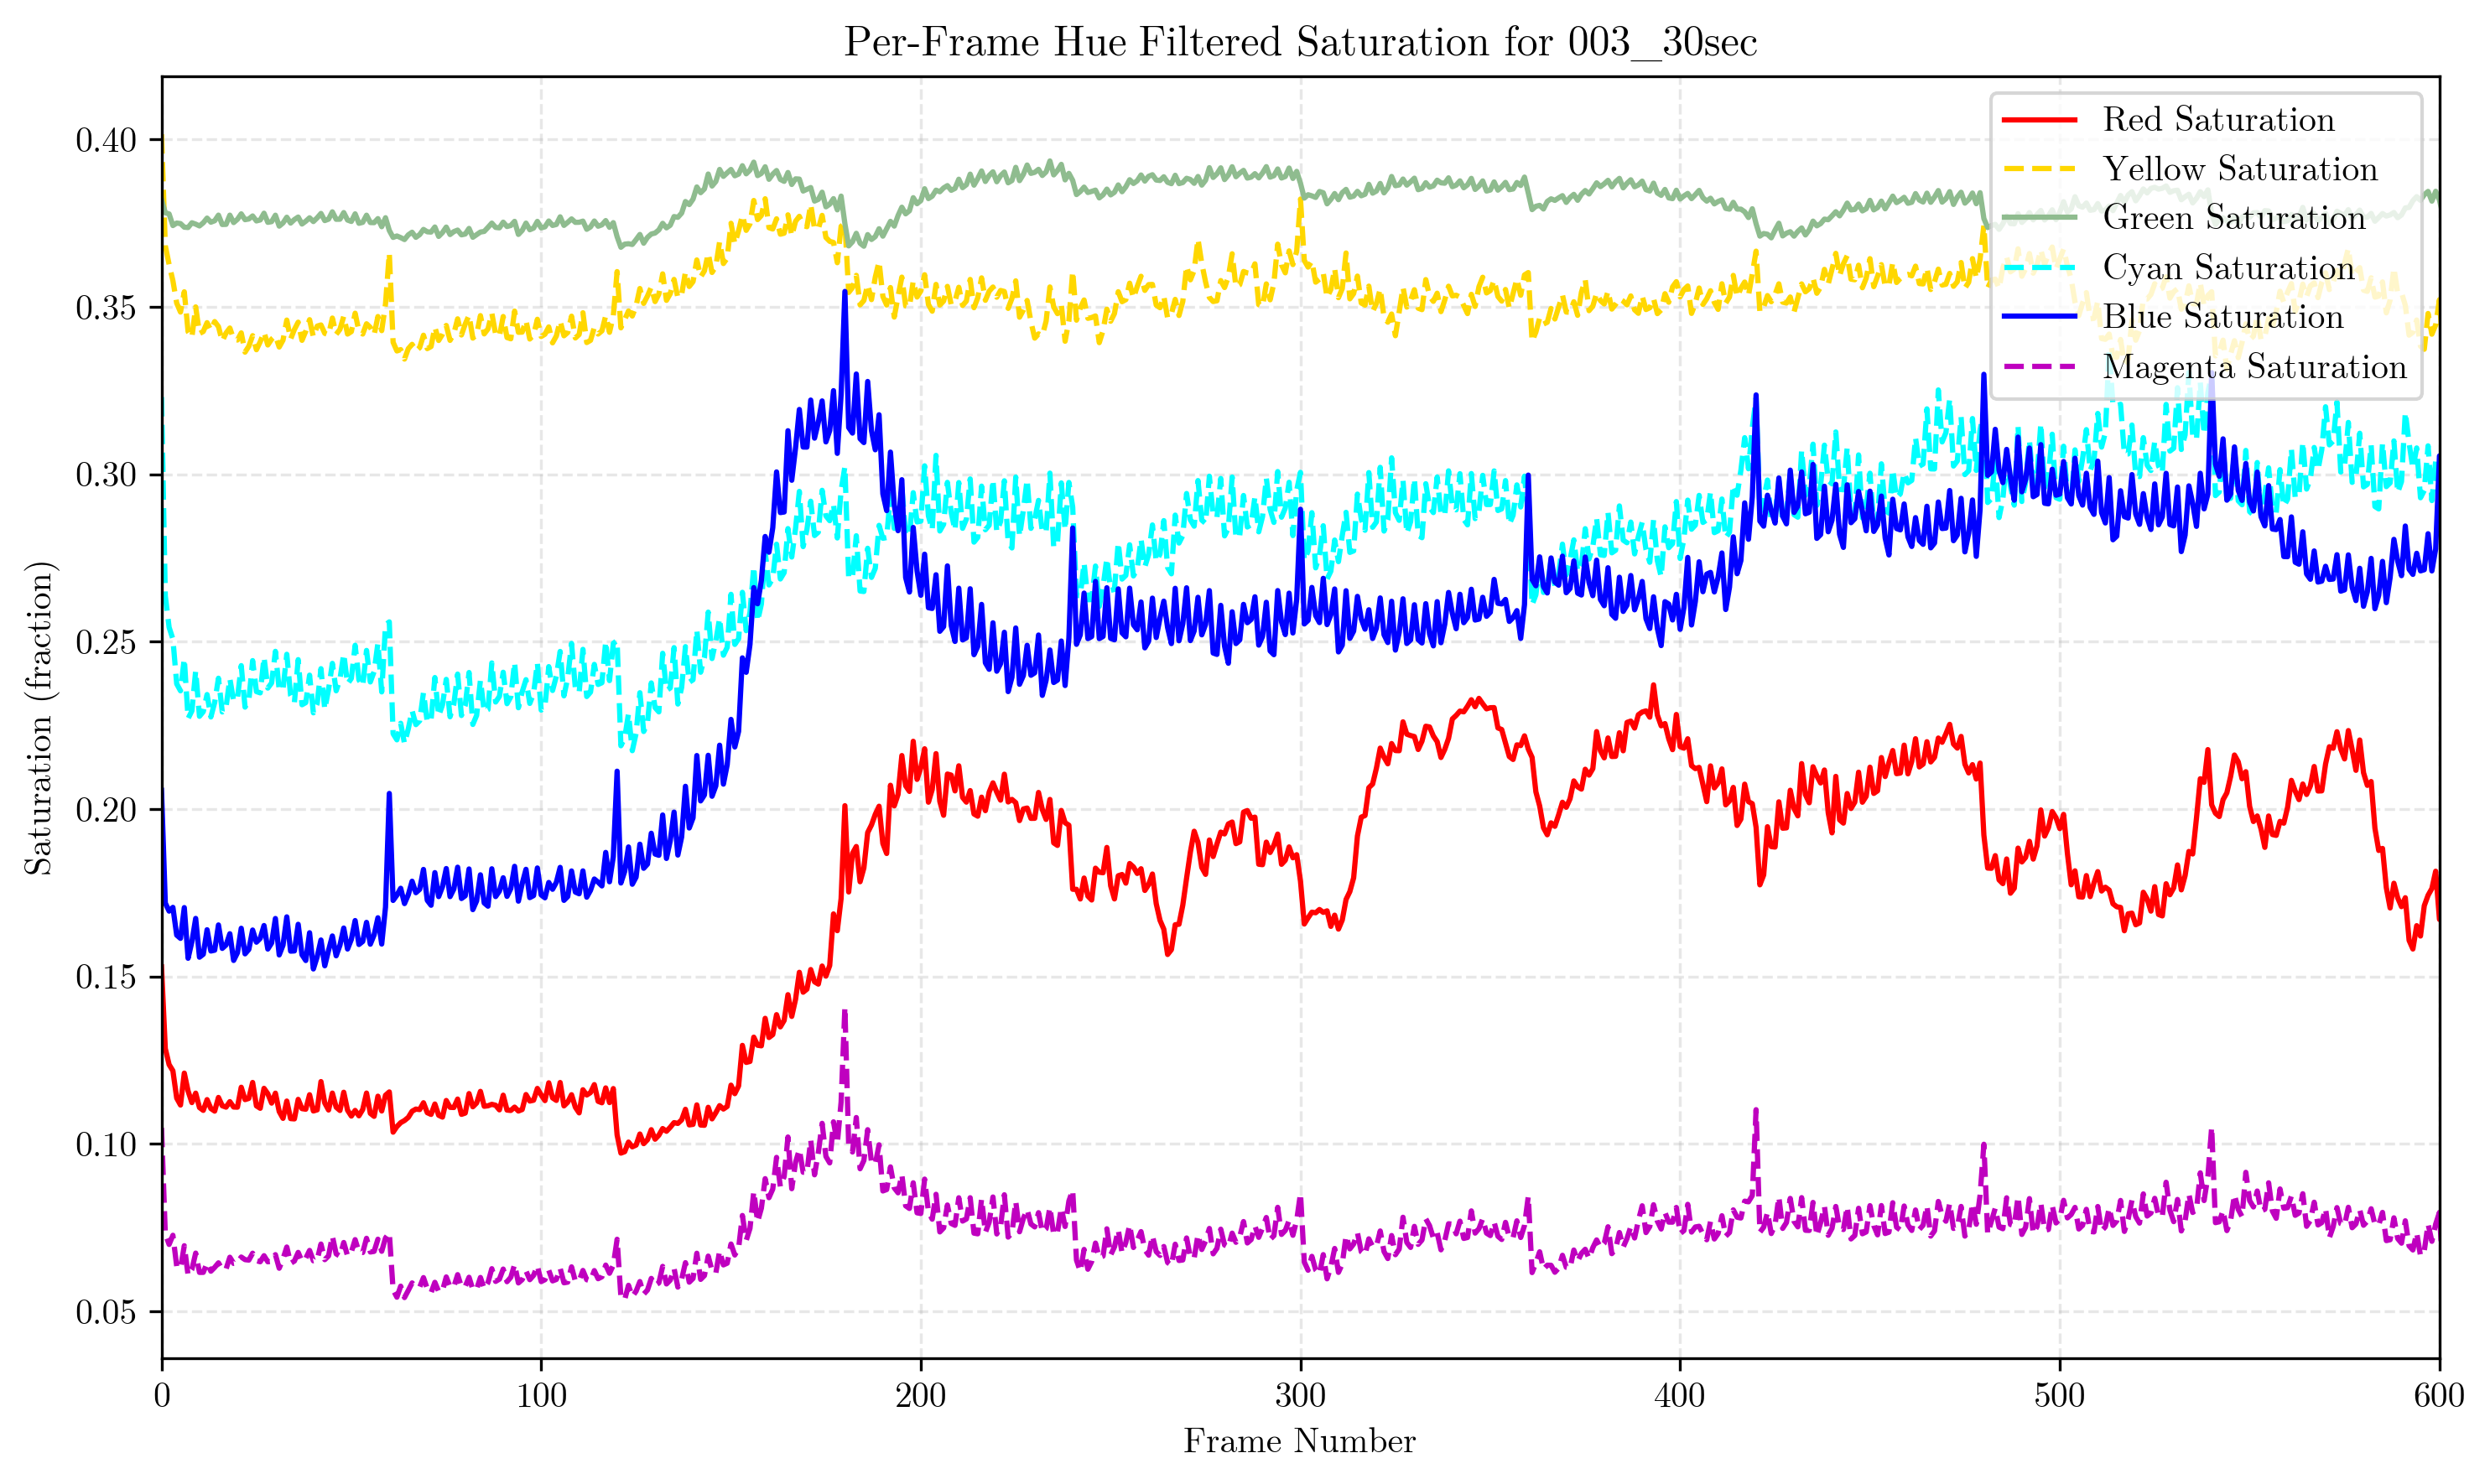 Per-Frame Hue Filtered Saturation for 003_30sec
Red Saturation
Yellow Saturation
Green Saturation
Cyan Saturation
Blue Saturation
Magenta Saturation
Saturation (fraction)
0.40
0.35
0.30
0.25
0.20
0.15
0.10
0.05
0 100 200 300 400 500 600
Frame Number